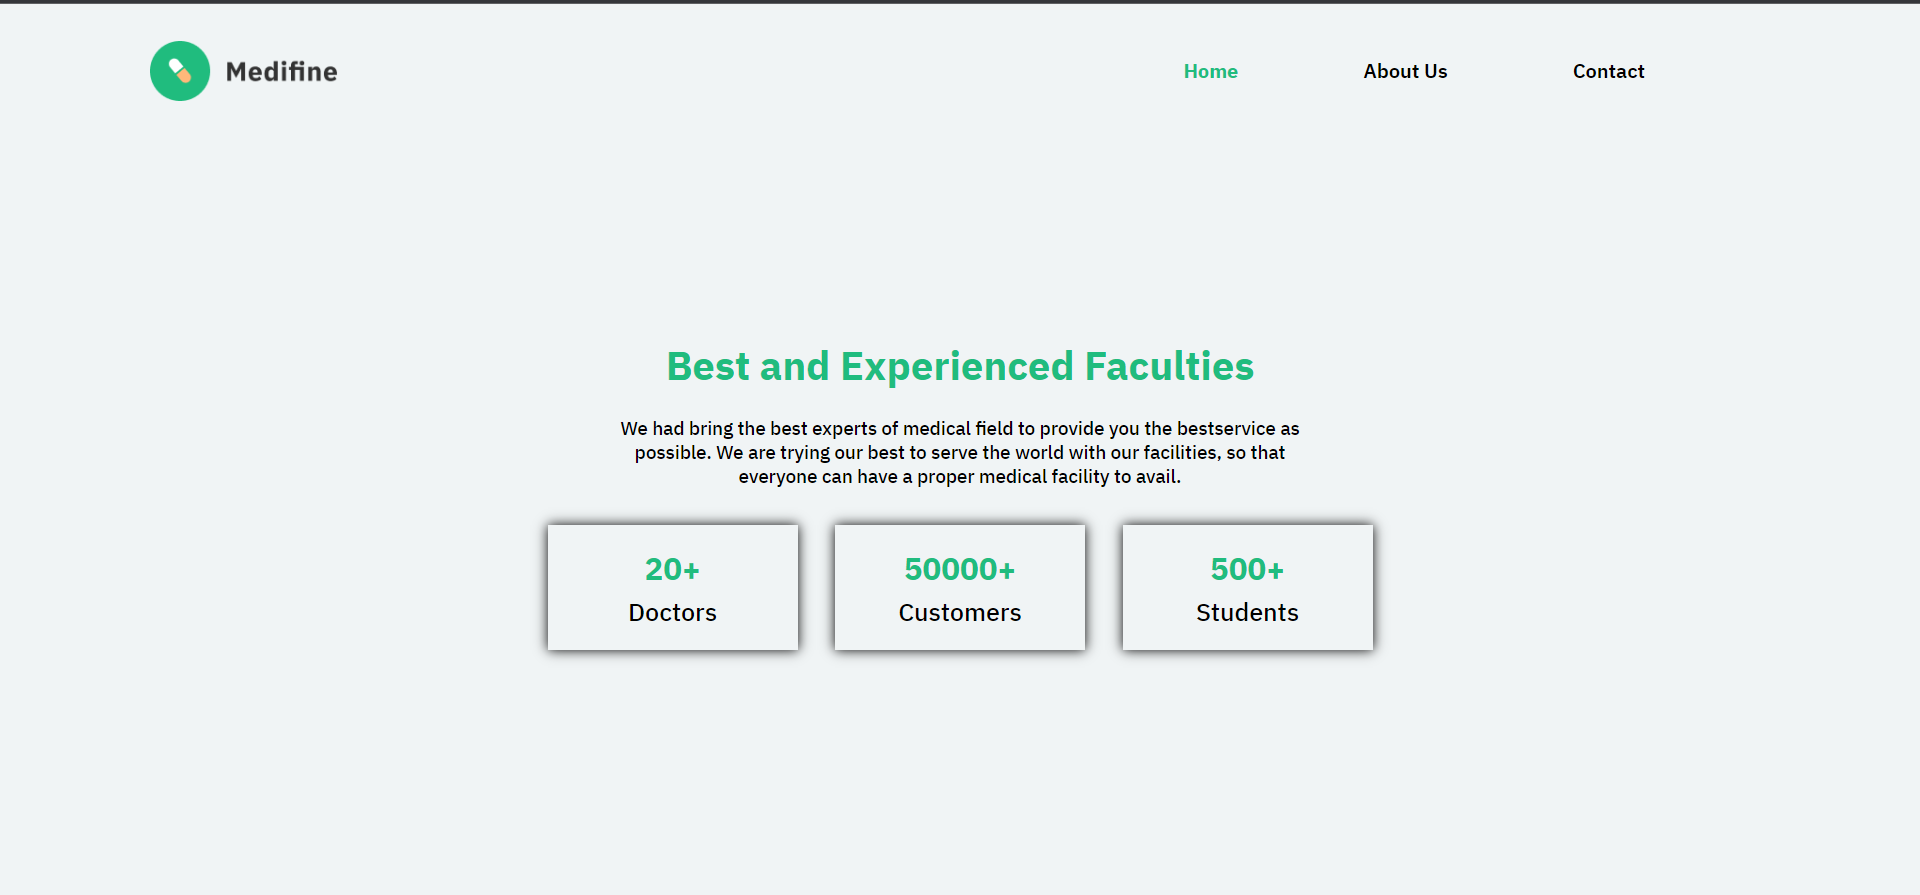 Medifine
Home About Us Contact
Best and Experienced Faculties
We had bring the best experts of medical field to provide you the bestservice as
possible. We are trying our best to serve the world with our facilities, so that
everyone can have a proper medical facility to avail.
20+ 50000+ 500+
Doctors Customers Students